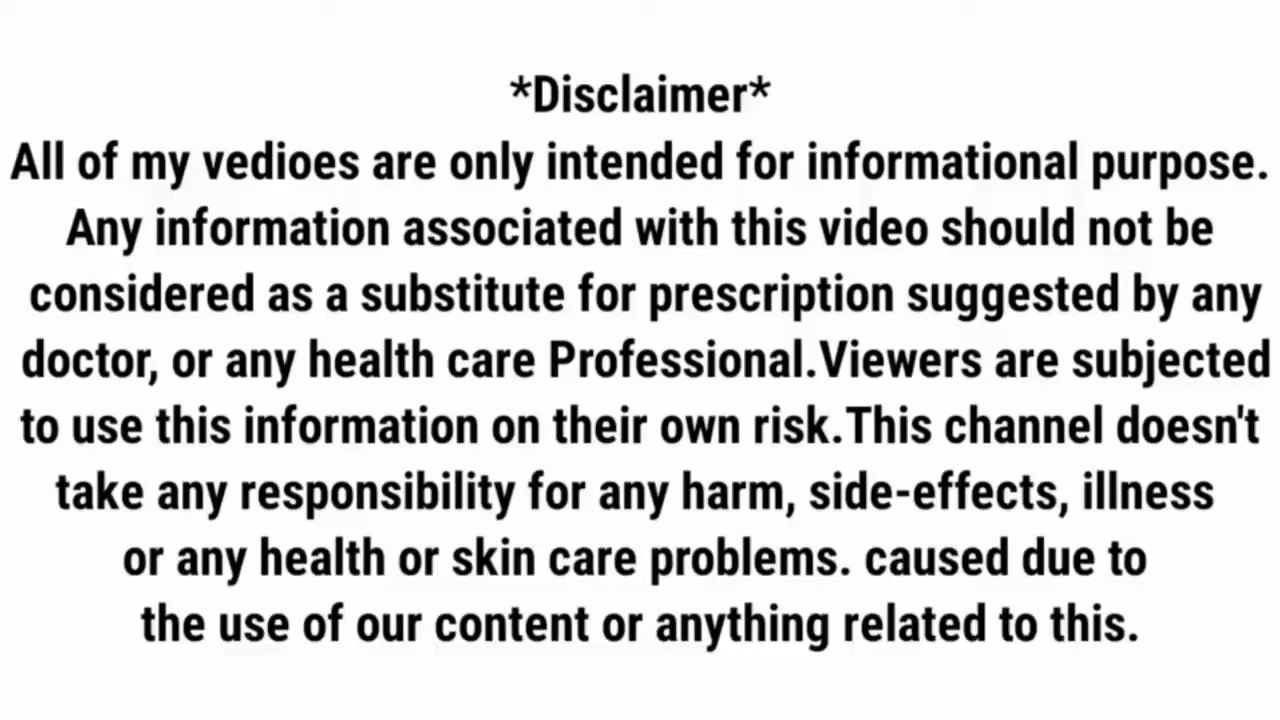 *Disclaimer*
All of my vedioes are only intended for informational purpose.
Any information associated with this video should not be
considered as a substitute for prescription suggested by any
doctor, or any health care Professional.Viewers are subjected
to use this information on their own risk.This channel doesn't
take any responsibility for any harm, side-effects, illness
or any health or skin care problems. caused due to
the use of our content or anything related to this.